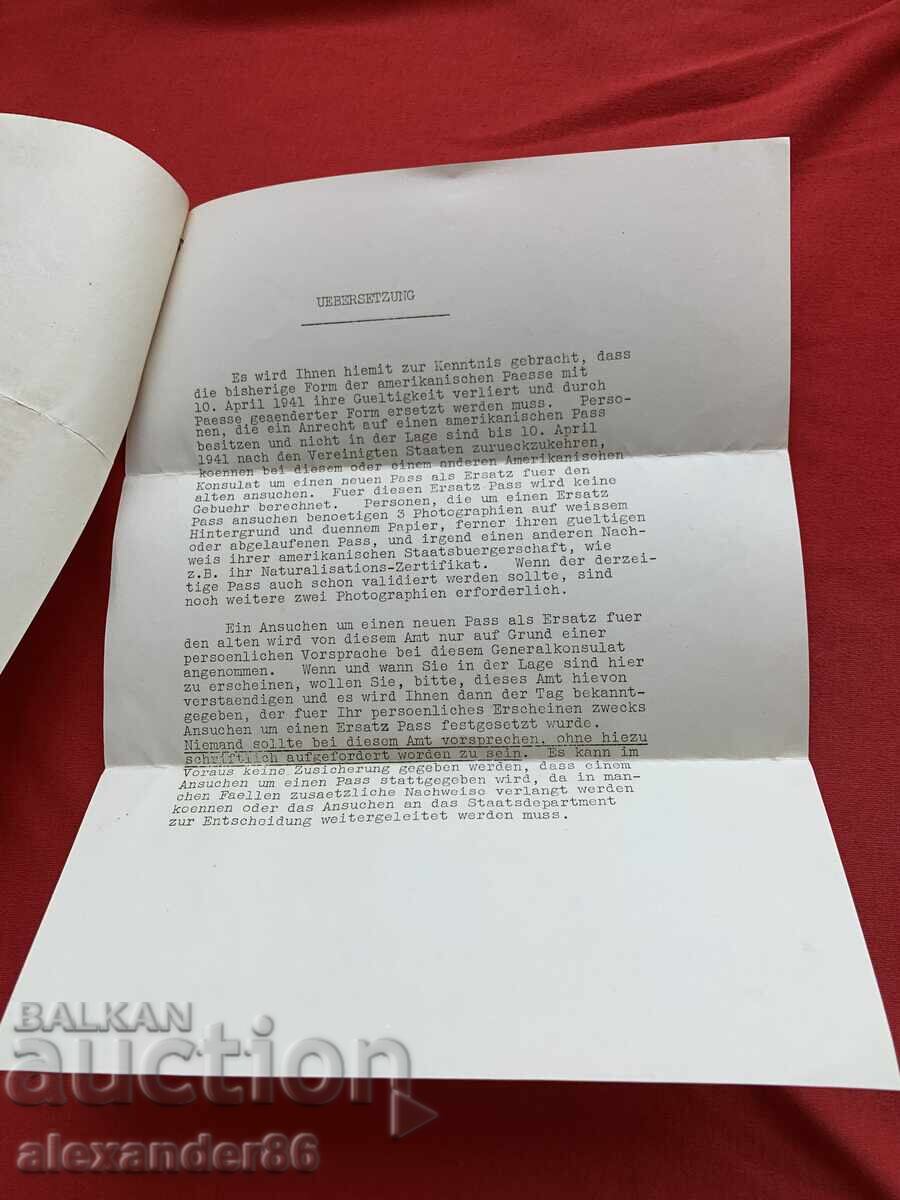 UEBERSETZUNG
Es wird Ihnen hiemit zur Kenntnis gebracht, dass
die bisherige Form der amerikanischen Paesse mit
10. April 1941 ihre Gueltigkeit verliert und durch
Paesse geaenderter Form ersetzt werden muss. Perso-
nen, die ein Anrecht auf einen amerikanischen Pass
besitzen und nicht in der Lage sind bis 10. April
1941 nach den Vereinigten Staaten zurueckzukehren,
koennen bei diesem oder einem anderen Amerikanischen
Konsulat um einen neuen Pass als Ersatz fuer den
alten ansuchen. Fuer diesen Ersatz Pass wird keine
Gebuehr berechnet. Personen, die um einen Ersatz
Pass ansuchen benoetigen 3 Photographien auf weissem
Hintergrund und duennem Papier, ferner ihren gueltigen
oder abgelaufenen Pass, und irgend einen anderen Nach-
weis ihrer amerikanischen Staatsbuergerschaft, wie
z.B. ihr Naturalisations-Zertifikat. Wenn der derzei-
tige Pass auch schon validiert werden sollte, sind
noch weitere zwei Photographien erforderlich.
Ein Ansuchen um einen neuen Pass als Ersatz fuer
den alten wird von diesem Amt nur auf Grund einer
persoenlichen Vorsprache bei diesem Generalkonsulat
angenommen. Wenn und wann Sie in der Lage sind hier
zu erscheinen, wollen Sie, bitte, dieses Amt hievon
verstaendigen und es wird Ihnen dann der Tag bekannt-
gegeben, der fuer Ihr persoenliches Erscheinen zwecks
Ansuchen um einen Ersatz Pass festgesetzt wurde.
Niemand sollte bei diesem Amt vorsprechen, ohne hiezu
schriftlich aufgefordert worden zu sein. Es kann im
Voraus keine Zusicherung gegeben werden, dass einem
Ansuchen um einen Pass stattgegeben wird, da in man-
chen Faellen zusaetzliche Nachweise verlangt werden
koennen oder das Ansuchen an das Staatsdepartment
zur Entscheidung weitergeleitet werden muss.
BALKAN
auction
alexander86